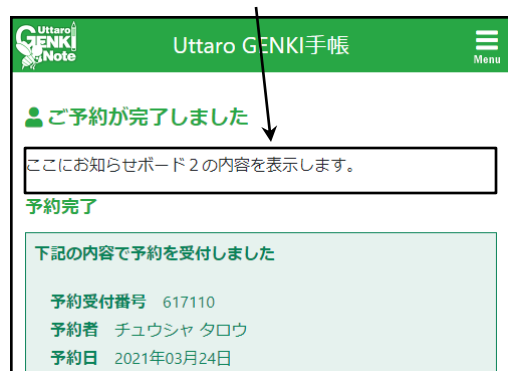 Uttaro
GENKI
Note
Uttaro GENKI手帳
Menu
ご予約が完了しました
ここにお知らせボード２の内容を表示します。
予約完了
下記の内容で予約を受付しました
予約受付番号 617110
予約者 チュウシャ タロウ
予約日 2021年03月24日